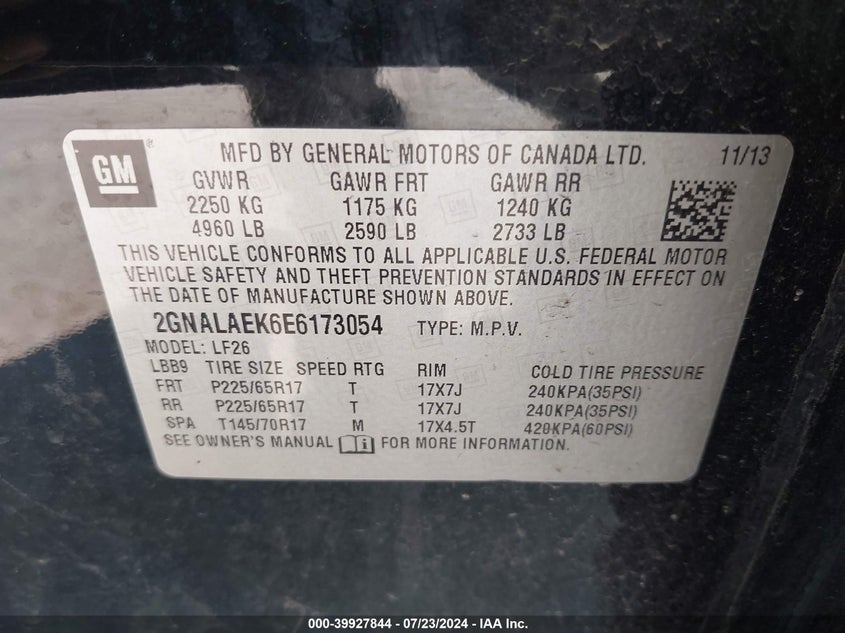 GM
MFD BY GENERAL MOTORS OF CANADA LTD. 11/13
GVWR GAWR FRT GAWR RR
2250 KG 1175 KG 1240 KG
4960 LB 2590 LB 2733 LB
THIS VEHICLE CONFORMS TO ALL APPLICABLE U.S. FEDERAL MOTOR
VEHICLE SAFETY AND THEFT PREVENTION STANDARDS IN EFFECT ON
THE DATE OF MANUFACTURE SHOWN ABOVE.
2GNALAEK6E6173054 TYPE: M.P.V.
MODEL: LF26
LBB9 TIRE SIZE SPEED RTG RIM COLD TIRE PRESSURE
FRT P225/65R17 T 17X7J 240KPA(35PSI)
RR P225/65R17 T 17X7J 240KPA(35PSI)
SPA T145/70R17 M 17X4.5T 420KPA(60PSI)
SEE OWNER'S MANUAL FOR MORE INFORMATION.
000-39927844 / 07/23/2024 - IAA Inc.